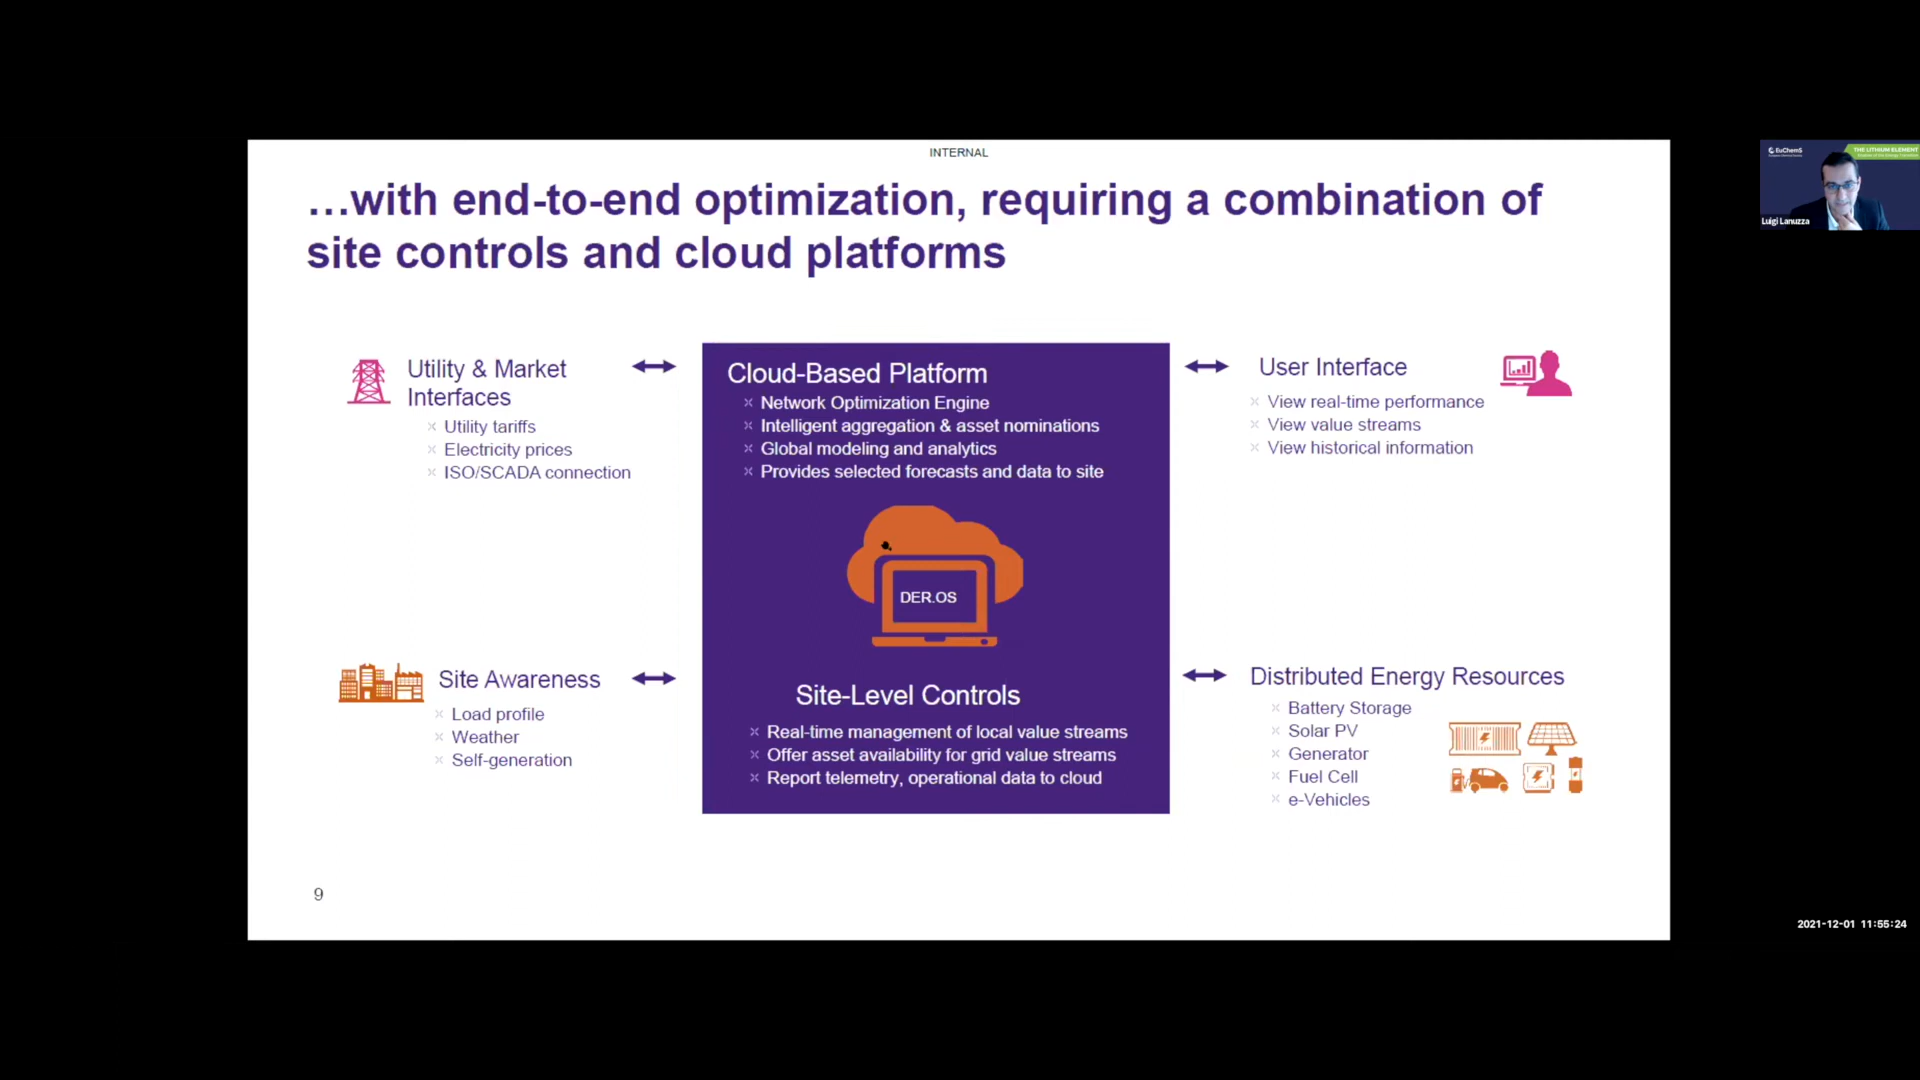 INTERNAL
…with end-to-end optimization, requiring a combination of
site controls and cloud platforms
Utility & Market
Interfaces
Utility tariffs
Electricity prices
ISO/SCADA connection
Cloud-Based Platform
Network Optimization Engine
Intelligent aggregation & asset nominations
Global modeling and analytics
Provides selected forecasts and data to site
User Interface
View real-time performance
View value streams
View historical information
DER.OS
Site Awareness
Load profile
Weather
Self-generation
Site-Level Controls
Real-time management of local value streams
Offer asset availability for grid value streams
Report telemetry, operational data to cloud
Distributed Energy Resources
Battery Storage
Solar PV
Generator
Fuel Cell
e-Vehicles
9
EuChemS
THE LITHIUM ELEMENT
Luigi Lanuzza
2021-12-01 11:55:24